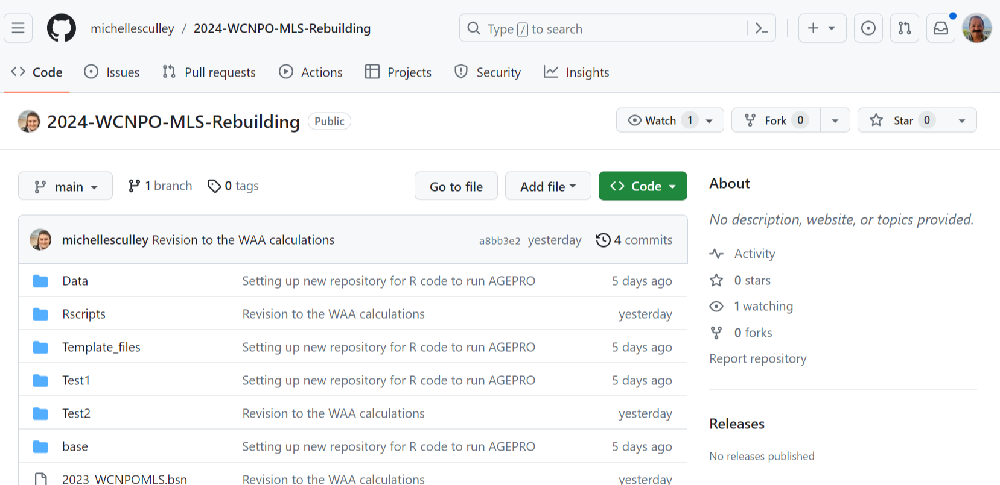 michellesculley / 2024-WCNPO-MLS-Rebuilding
Type / to search
Code Issues Pull requests Actions Projects Security Insights
2024-WCNPO-MLS-Rebuilding Public
Watch 1 Fork 0 Star 0
main 1 branch 0 tags Go to file Add file Code
michellesculley Revision to the WAA calculations a8bb3e2 yesterday 4 commits
Data Setting up new repository for R code to run AGEPRO 5 days ago
Rscripts Revision to the WAA calculations yesterday
Template_files Setting up new repository for R code to run AGEPRO 5 days ago
Test1 Setting up new repository for R code to run AGEPRO 5 days ago
Test2 Revision to the WAA calculations yesterday
base Setting up new repository for R code to run AGEPRO 5 days ago
2023_WCNPOMLS.bsn Revision to the WAA calculations yesterday
About
No description, website, or topics provided.
Activity
0 stars
1 watching
0 forks
Report repository
Releases
No releases published